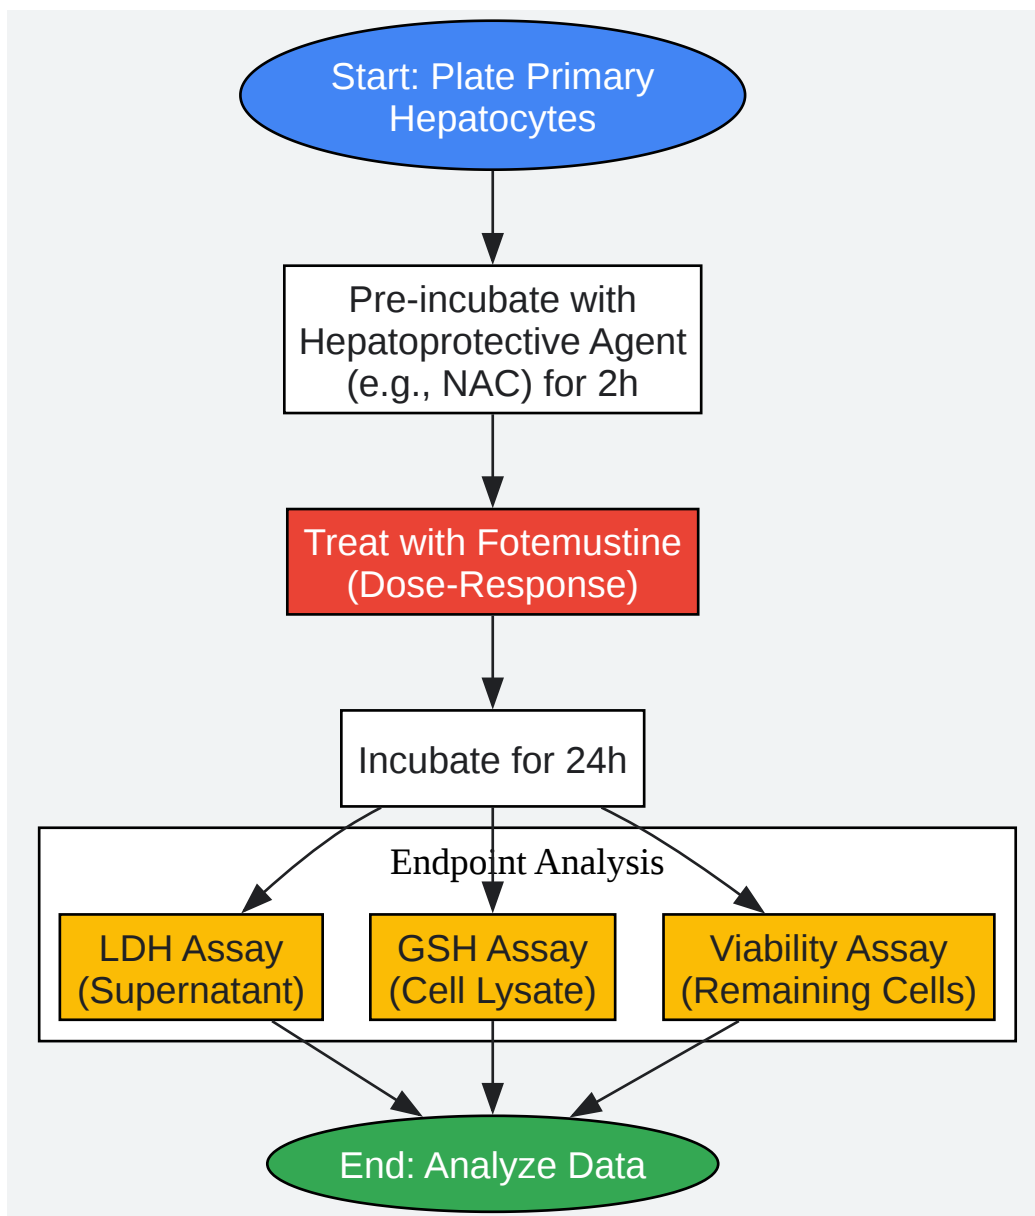 Start: Plate Primary
Hepatocytes
Pre-incubate with
Hepatoprotective Agent
(e.g., NAC) for 2h
Treat with Fotemustine
(Dose-Response)
Incubate for 24h
Endpoint Analysis
LDH Assay
(Supernatant)
GSH Assay
(Cell Lysate)
Viability Assay
(Remaining Cells)
End: Analyze Data